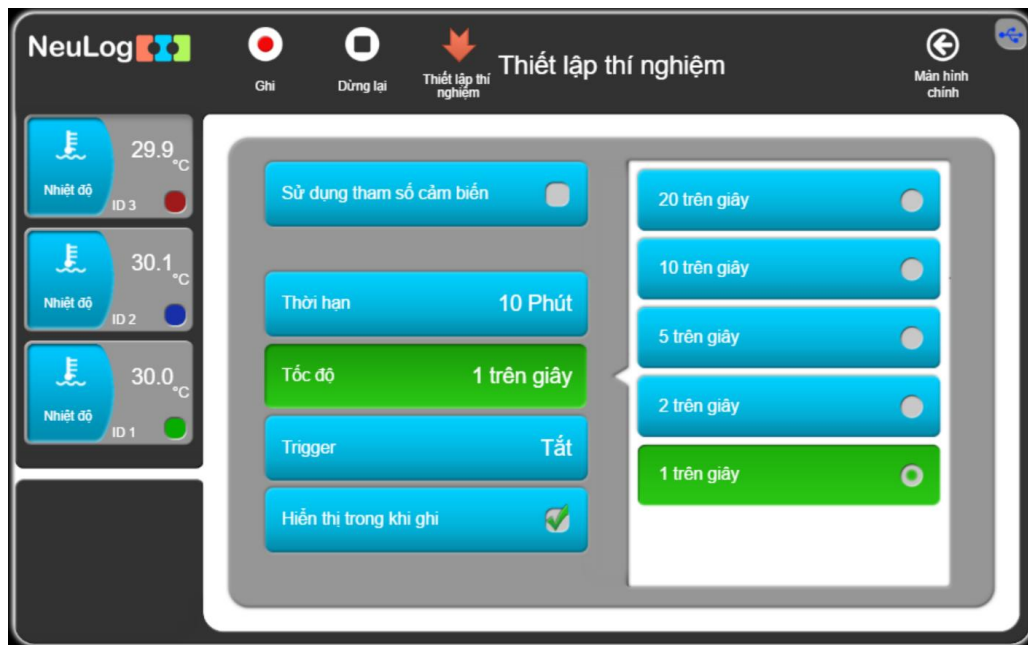 NeuLog
Ghi
Dừng lại
Thiết lập thí
nghiệm
Thiết lập thí nghiệm
Màn hình
chính
29.9 °C
Nhiệt độ
ID 3
30.1 °C
Nhiệt độ
ID 2
30.0 °C
Nhiệt độ
ID 1
Sử dụng tham số cảm biến
Thời hạn 10 Phút
Tốc độ 1 trên giây
Trigger Tắt
Hiển thị trong khi ghi
20 trên giây
10 trên giây
5 trên giây
2 trên giây
1 trên giây